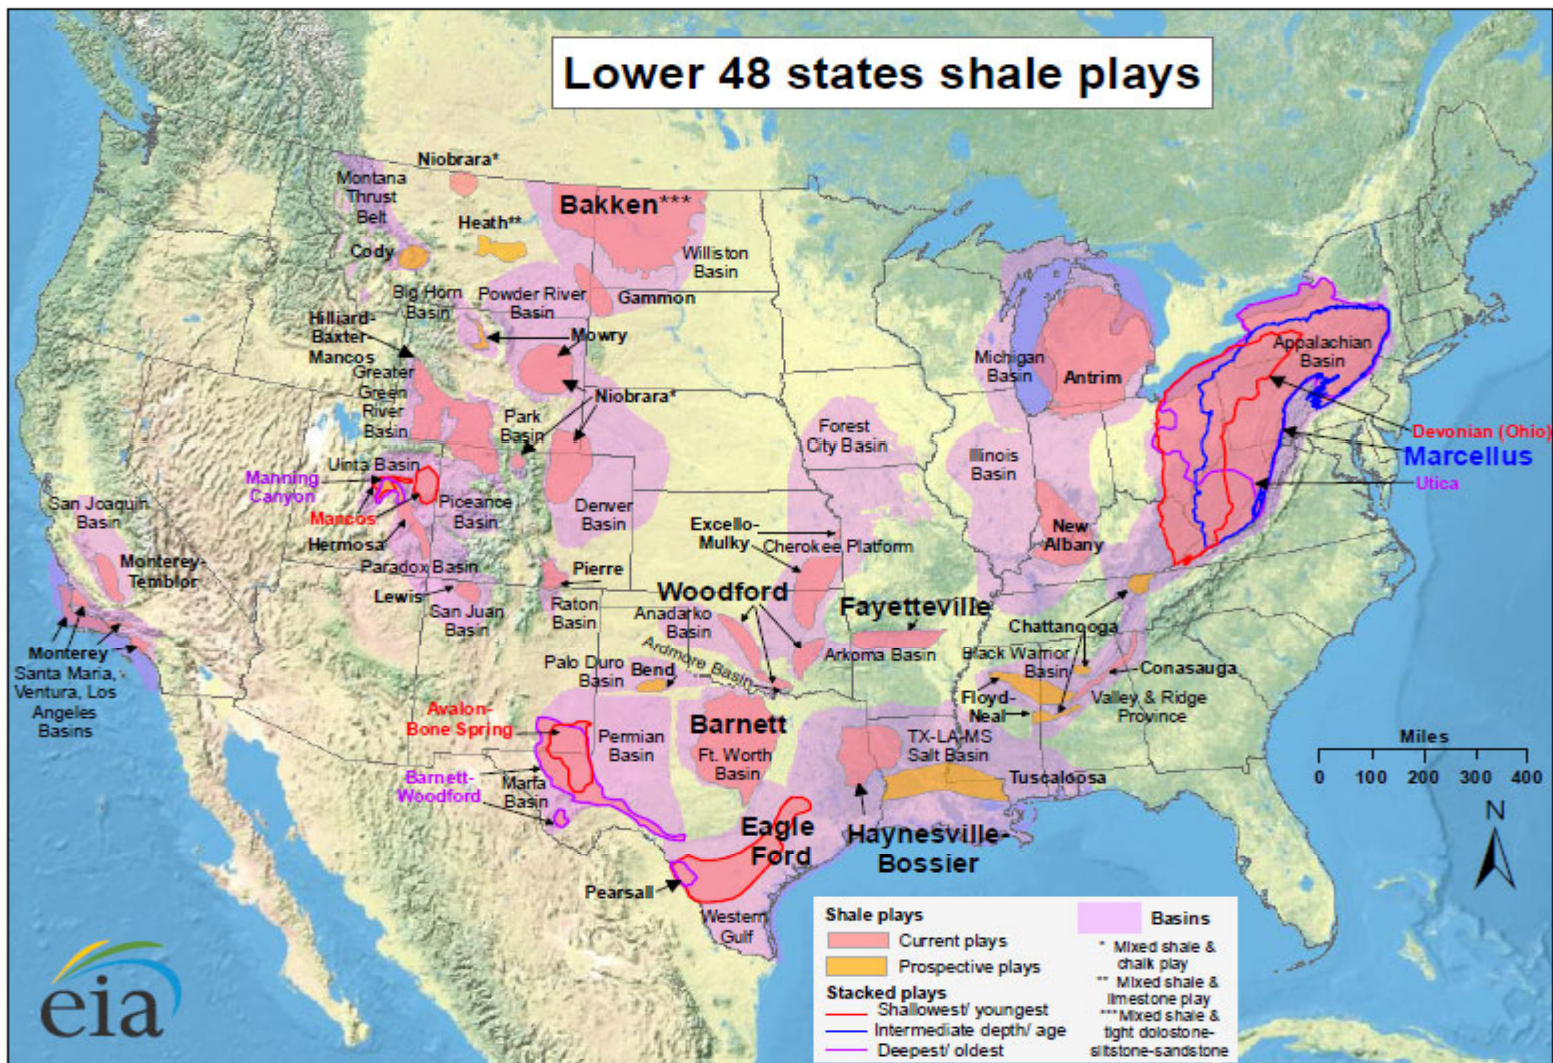 Lower 48 states shale plays
Niobrara*
Montana
Thrust
Belt
Bakken***
Heath**
Cody
Williston
Basin
Big Horn
Basin
Powder River
Basin
Gammon
Hilliard-
Baxter-
Mancos
Mowry
Greater
Green
River
Basin
Niobrara*
Park
Basin
Michigan
Basin
Antrim
Appalachian
Basin
Forest
City Basin
Illinois
Basin
Devonian (Ohio)
Marcellus
Utica
Uinta Basin
Manning
Canyon
San Joaquin
Basin
Mancos
Piceance
Basin
Denver
Basin
Hermosa
Excello-
Mulky
Cherokee Platform
New
Albany
Monterey-
Temblor
Paradox Basin
Pierre
Lewis
San Juan
Basin
Raton
Basin
Woodford
Anadarko
Basin
Fayetteville
Chattanooga
Arkoma Basin
Black Warrior
Basin
Ardmore Basin
Monterey
Santa Maria,
Ventura, Los
Angeles
Basins
Palo Duro
Basin
Bend
Conasauga
Floyd-
Neal
Valley & Ridge
Province
Avalon-
Bone Spring
Permian
Basin
Barnett
Ft. Worth
Basin
TX-LA-MS
Salt Basin
Tuscaloosa
Barnett-
Woodford
Marfa
Basin
Eagle
Ford
Haynesville-
Bossier
Pearsall
Western
Gulf
Miles
0 100 200 300 400
N
Shale plays
Current plays
Prospective plays
Stacked plays
Shallowest/ youngest
Intermediate depth/ age
Deepest/ oldest
Basins
* Mixed shale &
chalk play
** Mixed shale &
limestone play
***Mixed shale &
tight dolostone-
siltstone-sandstone
eia